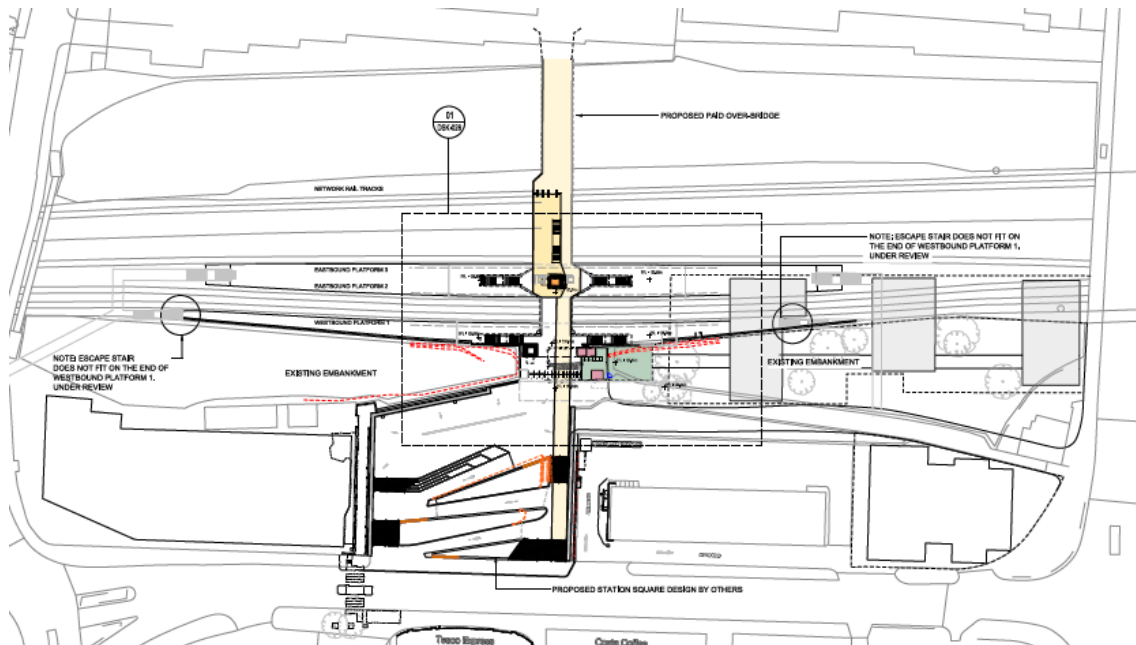 01
PROPOSED PAID OVER-BRIDGE
NETWORK RAIL TRACKS
NOTE; ESCAPE STAIR DOES NOT FIT ON
THE END OF WESTBOUND PLATFORM 1.
UNDER REVIEW
EASTBOUND PLATFORM 3
EASTBOUND PLATFORM 2
WESTBOUND PLATFORM 1
NOTE; ESCAPE STAIR
DOES NOT FIT ON THE END OF
WESTBOUND PLATFORM 1.
UNDER REVIEW
EXISTING EMBANKMENT
EXISTING EMBANKMENT
PROPOSED STATION SQUARE DESIGN BY OTHERS
Tesco Express
Costa Coffee